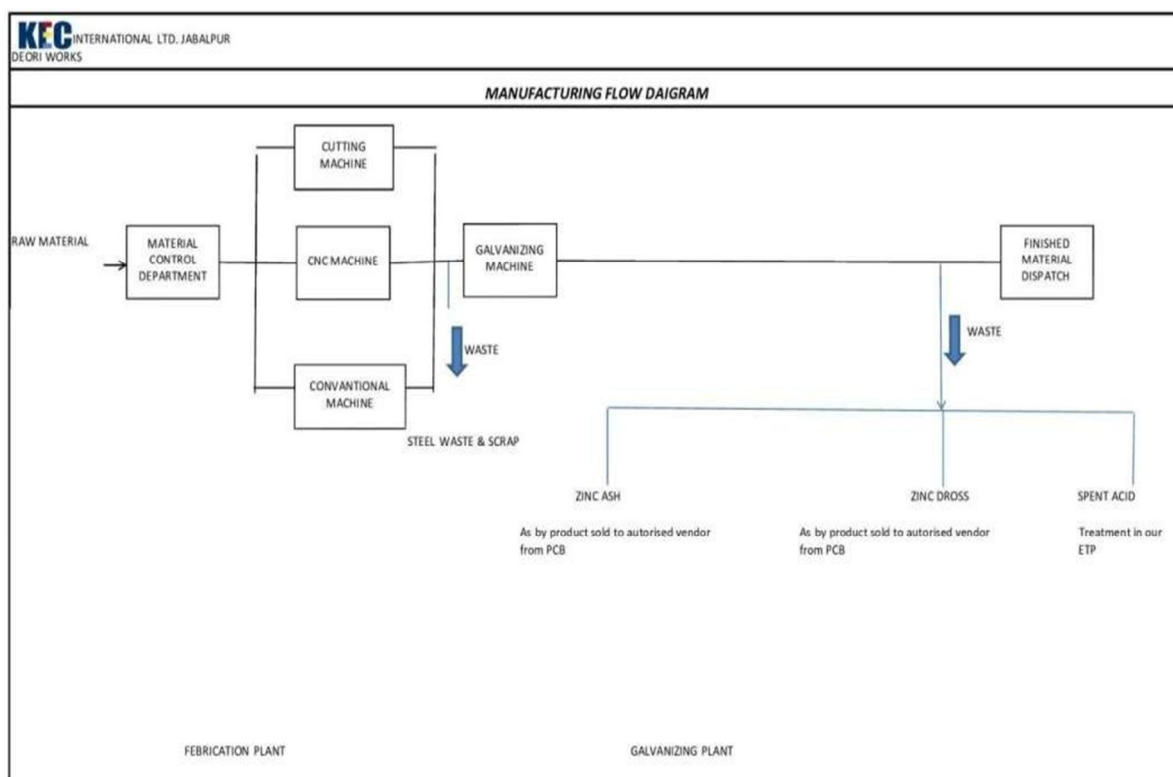 KEC INTERNATIONAL LTD. JABALPUR
DEORI WORKS
MANUFACTURING FLOW DAIGRAM
CUTTING
MACHINE
RAW MATERIAL
MATERIAL
CONTROL
DEPARTMENT
CNC MACHINE
GALVANIZING
MACHINE
FINISHED
MATERIAL
DISPATCH
WASTE
WASTE
CONVANTIONAL
MACHINE
STEEL WASTE & SCRAP
ZINC ASH
ZINC DROSS
SPENT ACID
As by product sold to autorised vendor
from PCB
As by product sold to autorised vendor
from PCB
Treatment in our
ETP
FEBRICATION PLANT
GALVANIZING PLANT